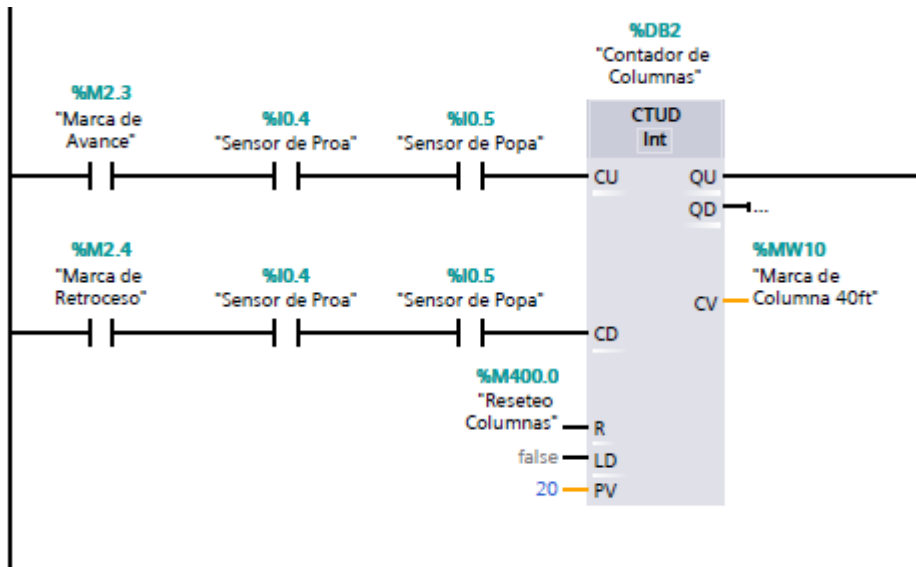 %DB2
"Contador de
Columnas"
%M2.3
"Marca de
Avance"
%I0.4
"Sensor de Proa"
%I0.5
"Sensor de Popa"
CTUD
Int
CU
QU
QD
...
%M2.4
"Marca de
Retroceso"
%I0.4
"Sensor de Proa"
%I0.5
"Sensor de Popa"
%MW10
"Marca de
Columna 40ft"
CV
CD
%M400.0
"Reseteo
Columnas"
R
false
LD
20
PV